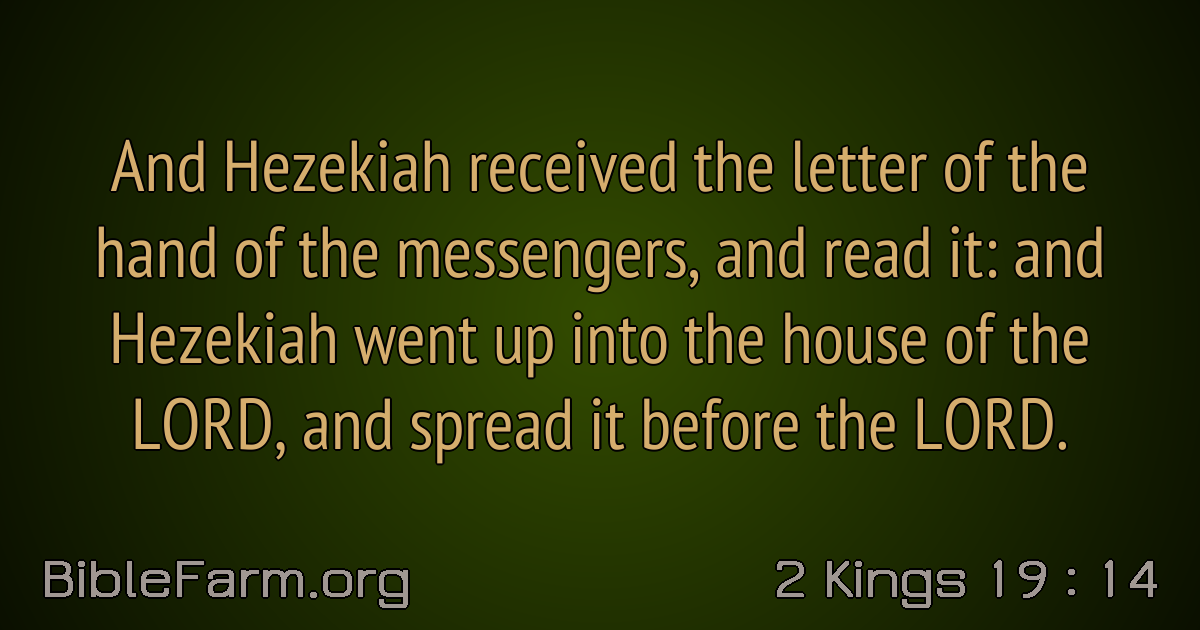 And Hezekiah received the letter of the
hand of the messengers, and read it: and
Hezekiah went up into the house of the
LORD, and spread it before the LORD.
BibleFarm.org
2 Kings 19 : 14